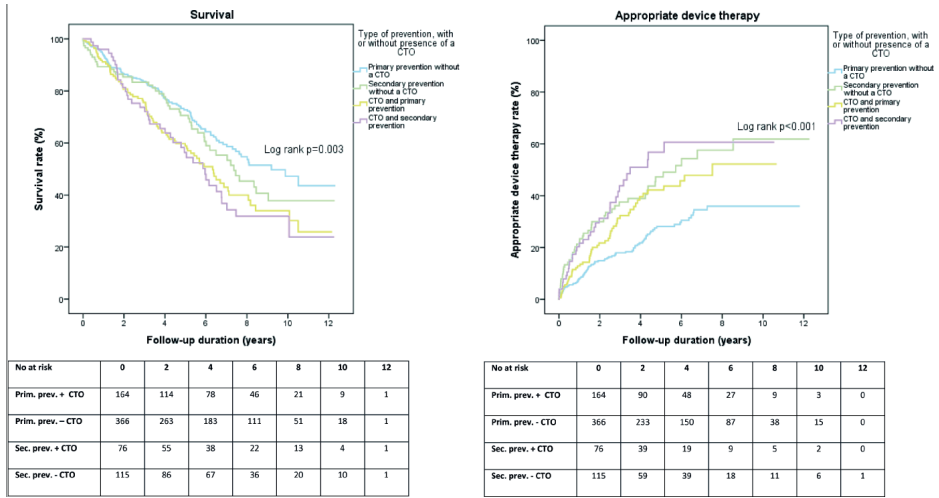 Survival
Type of prevention, with
or without presence of a
CTO
Primary prevention without
a CTO
Secondary prevention
without a CTO
CTO and primary
prevention
CTO and secondary
prevention
Log rank p=0.003
Survival rate (%)
100
80
60
40
20
0
0 2 4 6 8 10 12
Follow-up duration (years)
No at risk 0 2 4 6 8 10 12
Prim. prev. + CTO 164 114 78 46 21 9 1
Prim. prev. – CTO 366 263 183 111 51 18 1
Sec. prev. + CTO 76 55 38 22 13 4 1
Sec. prev. - CTO 115 86 67 36 20 10 1
Appropriate device therapy
Type of prevention, with
or without presence of a
CTO
Primary prevention without
a CTO
Secondary prevention
without a CTO
CTO and primary
prevention
CTO and secondary
prevention
Log rank p<0.001
Appropriate device therapy rate (%)
100
80
60
40
20
0
0 2 4 6 8 10 12
Follow-up duration (years)
No at risk 0 2 4 6 8 10 12
Prim. prev. + CTO 164 90 48 27 9 3 0
Prim. prev. - CTO 366 233 150 87 38 15 0
Sec. prev. + CTO 76 39 19 9 5 2 0
Sec. prev. - CTO 115 59 39 18 11 6 1